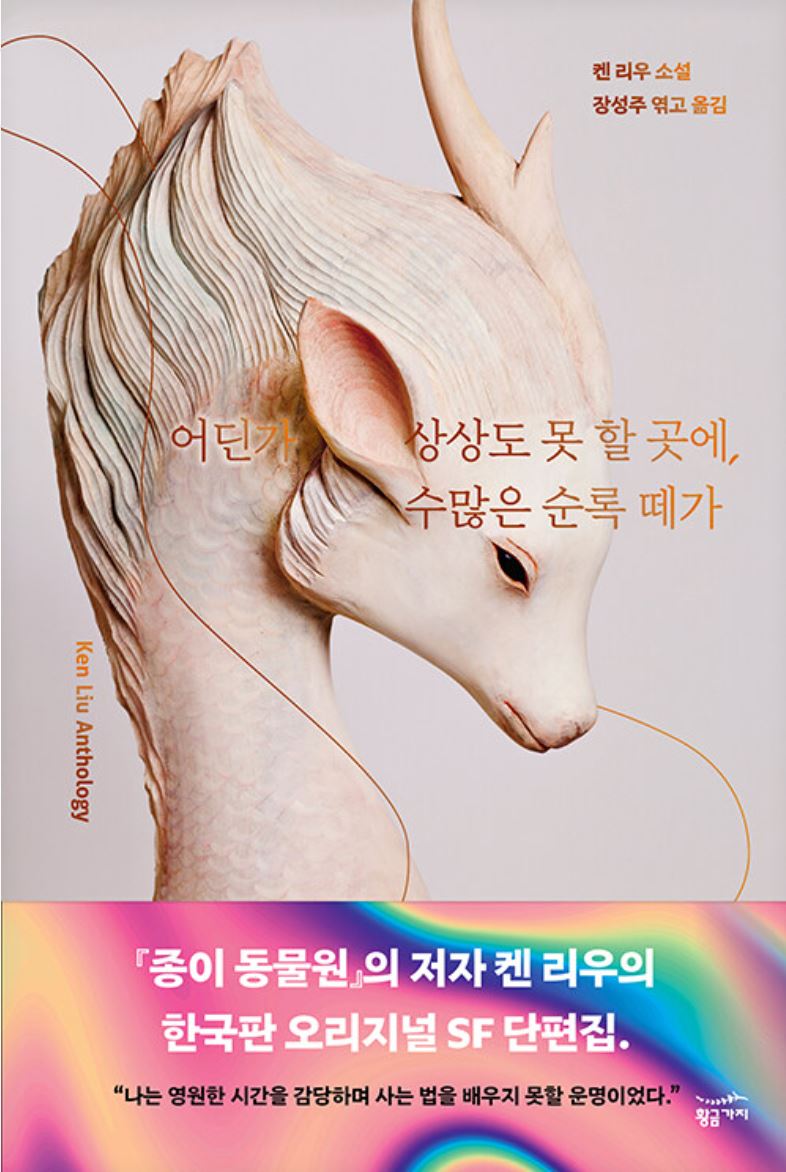 켄 리우 소설
장성주 엮고 옮김
어딘가 상상도 못 할 곳에,
수많은 순록 떼가
Ken Liu Anthology
『종이 동물원』의 저자 켄 리우의
한국판 오리지널 SF 단편집.
“나는 영원한 시간을 감당하며 사는 법을 배우지 못할 운명이었다.”
황금가지